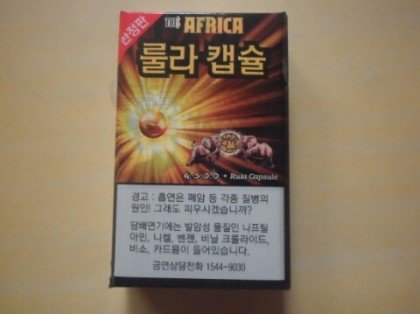 한정판
THIS AFRICA
룰라 캡슐
G.S.O.D + Rula Capsule
경고 : 흡연은 폐암 등 각종 질병의
원인! 그래도 피우시겠습니까?
담배연기에는 발암성 물질인 나프틸
아민, 니켈, 벤젠, 비닐 크롤라이드,
비소, 카드뮴이 들어있습니다.
금연상담전화 1544-9030